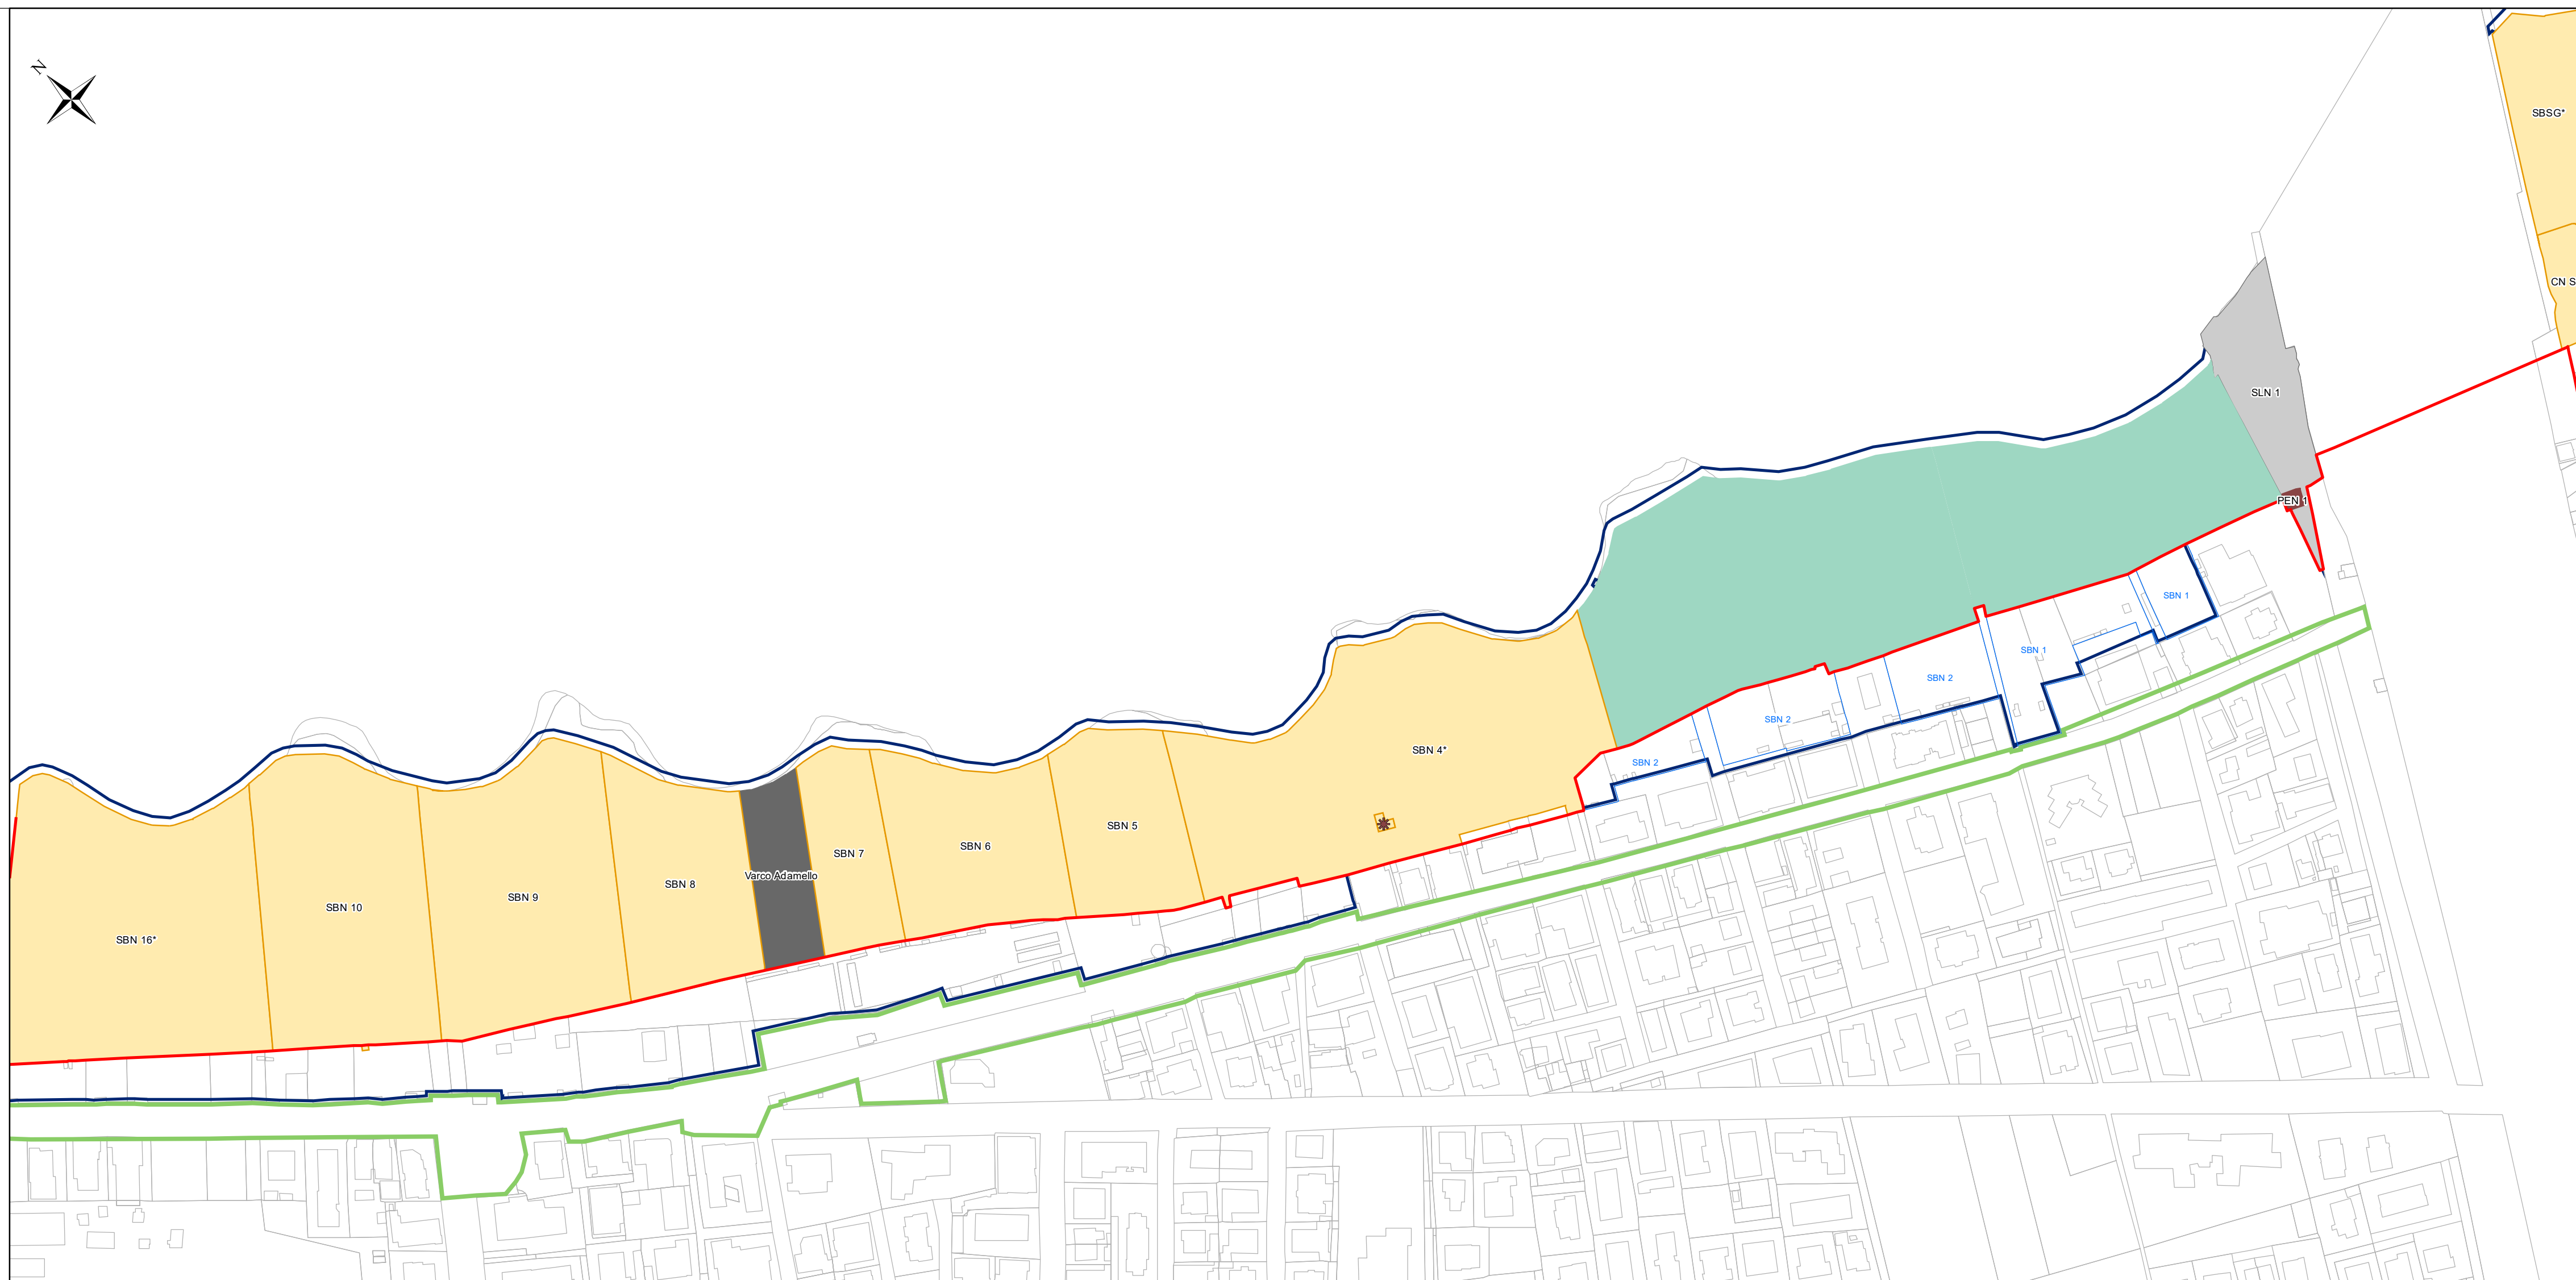 N
SBSG*
CN S
SLN 1
PEN 1
SBN 1
SBN 1
SBN 2
SBN 2
SBN 2
SBN 4*
SBN 5
SBN 6
SBN 7
Varco Adamello
SBN 8
SBN 9
SBN 10
SBN 16*